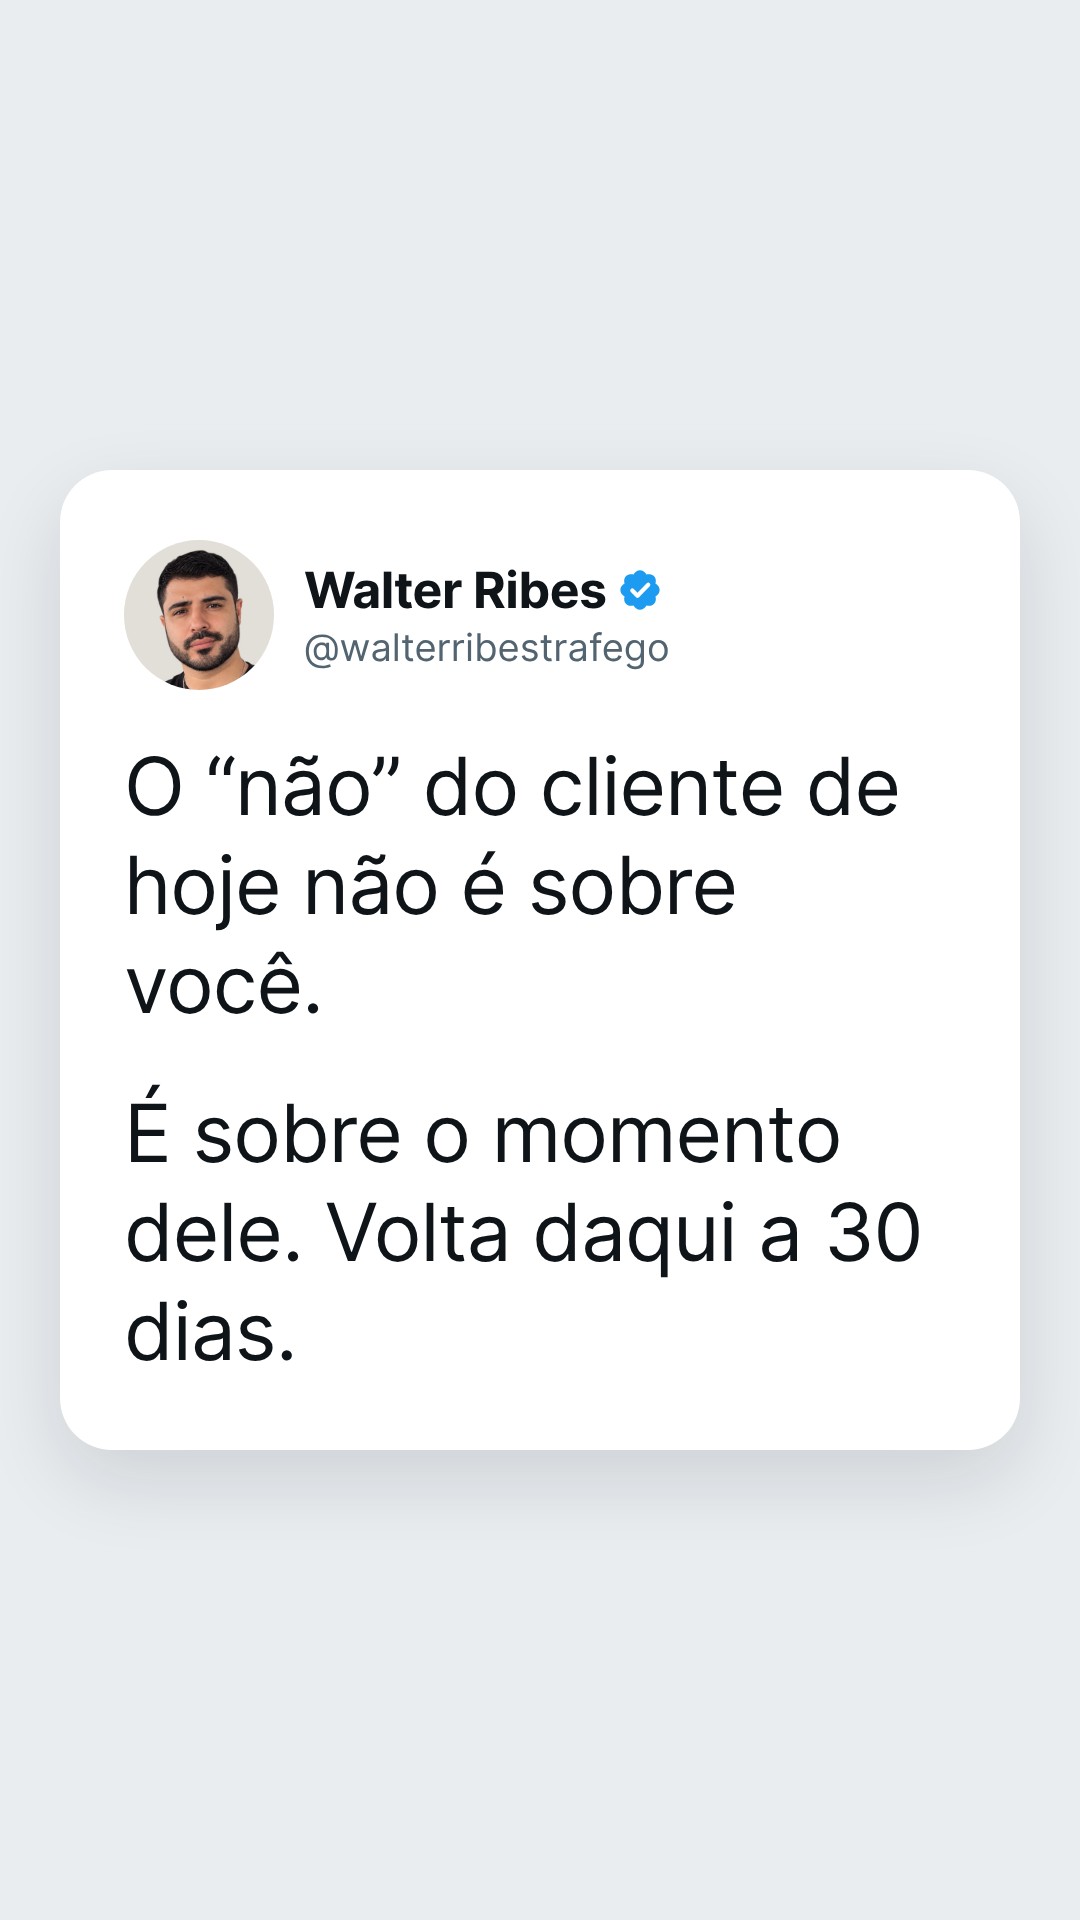 Walter Ribes
@walterribestrafego
O “não” do cliente de
hoje não é sobre
você.
É sobre o momento
dele. Volta daqui a 30
dias.